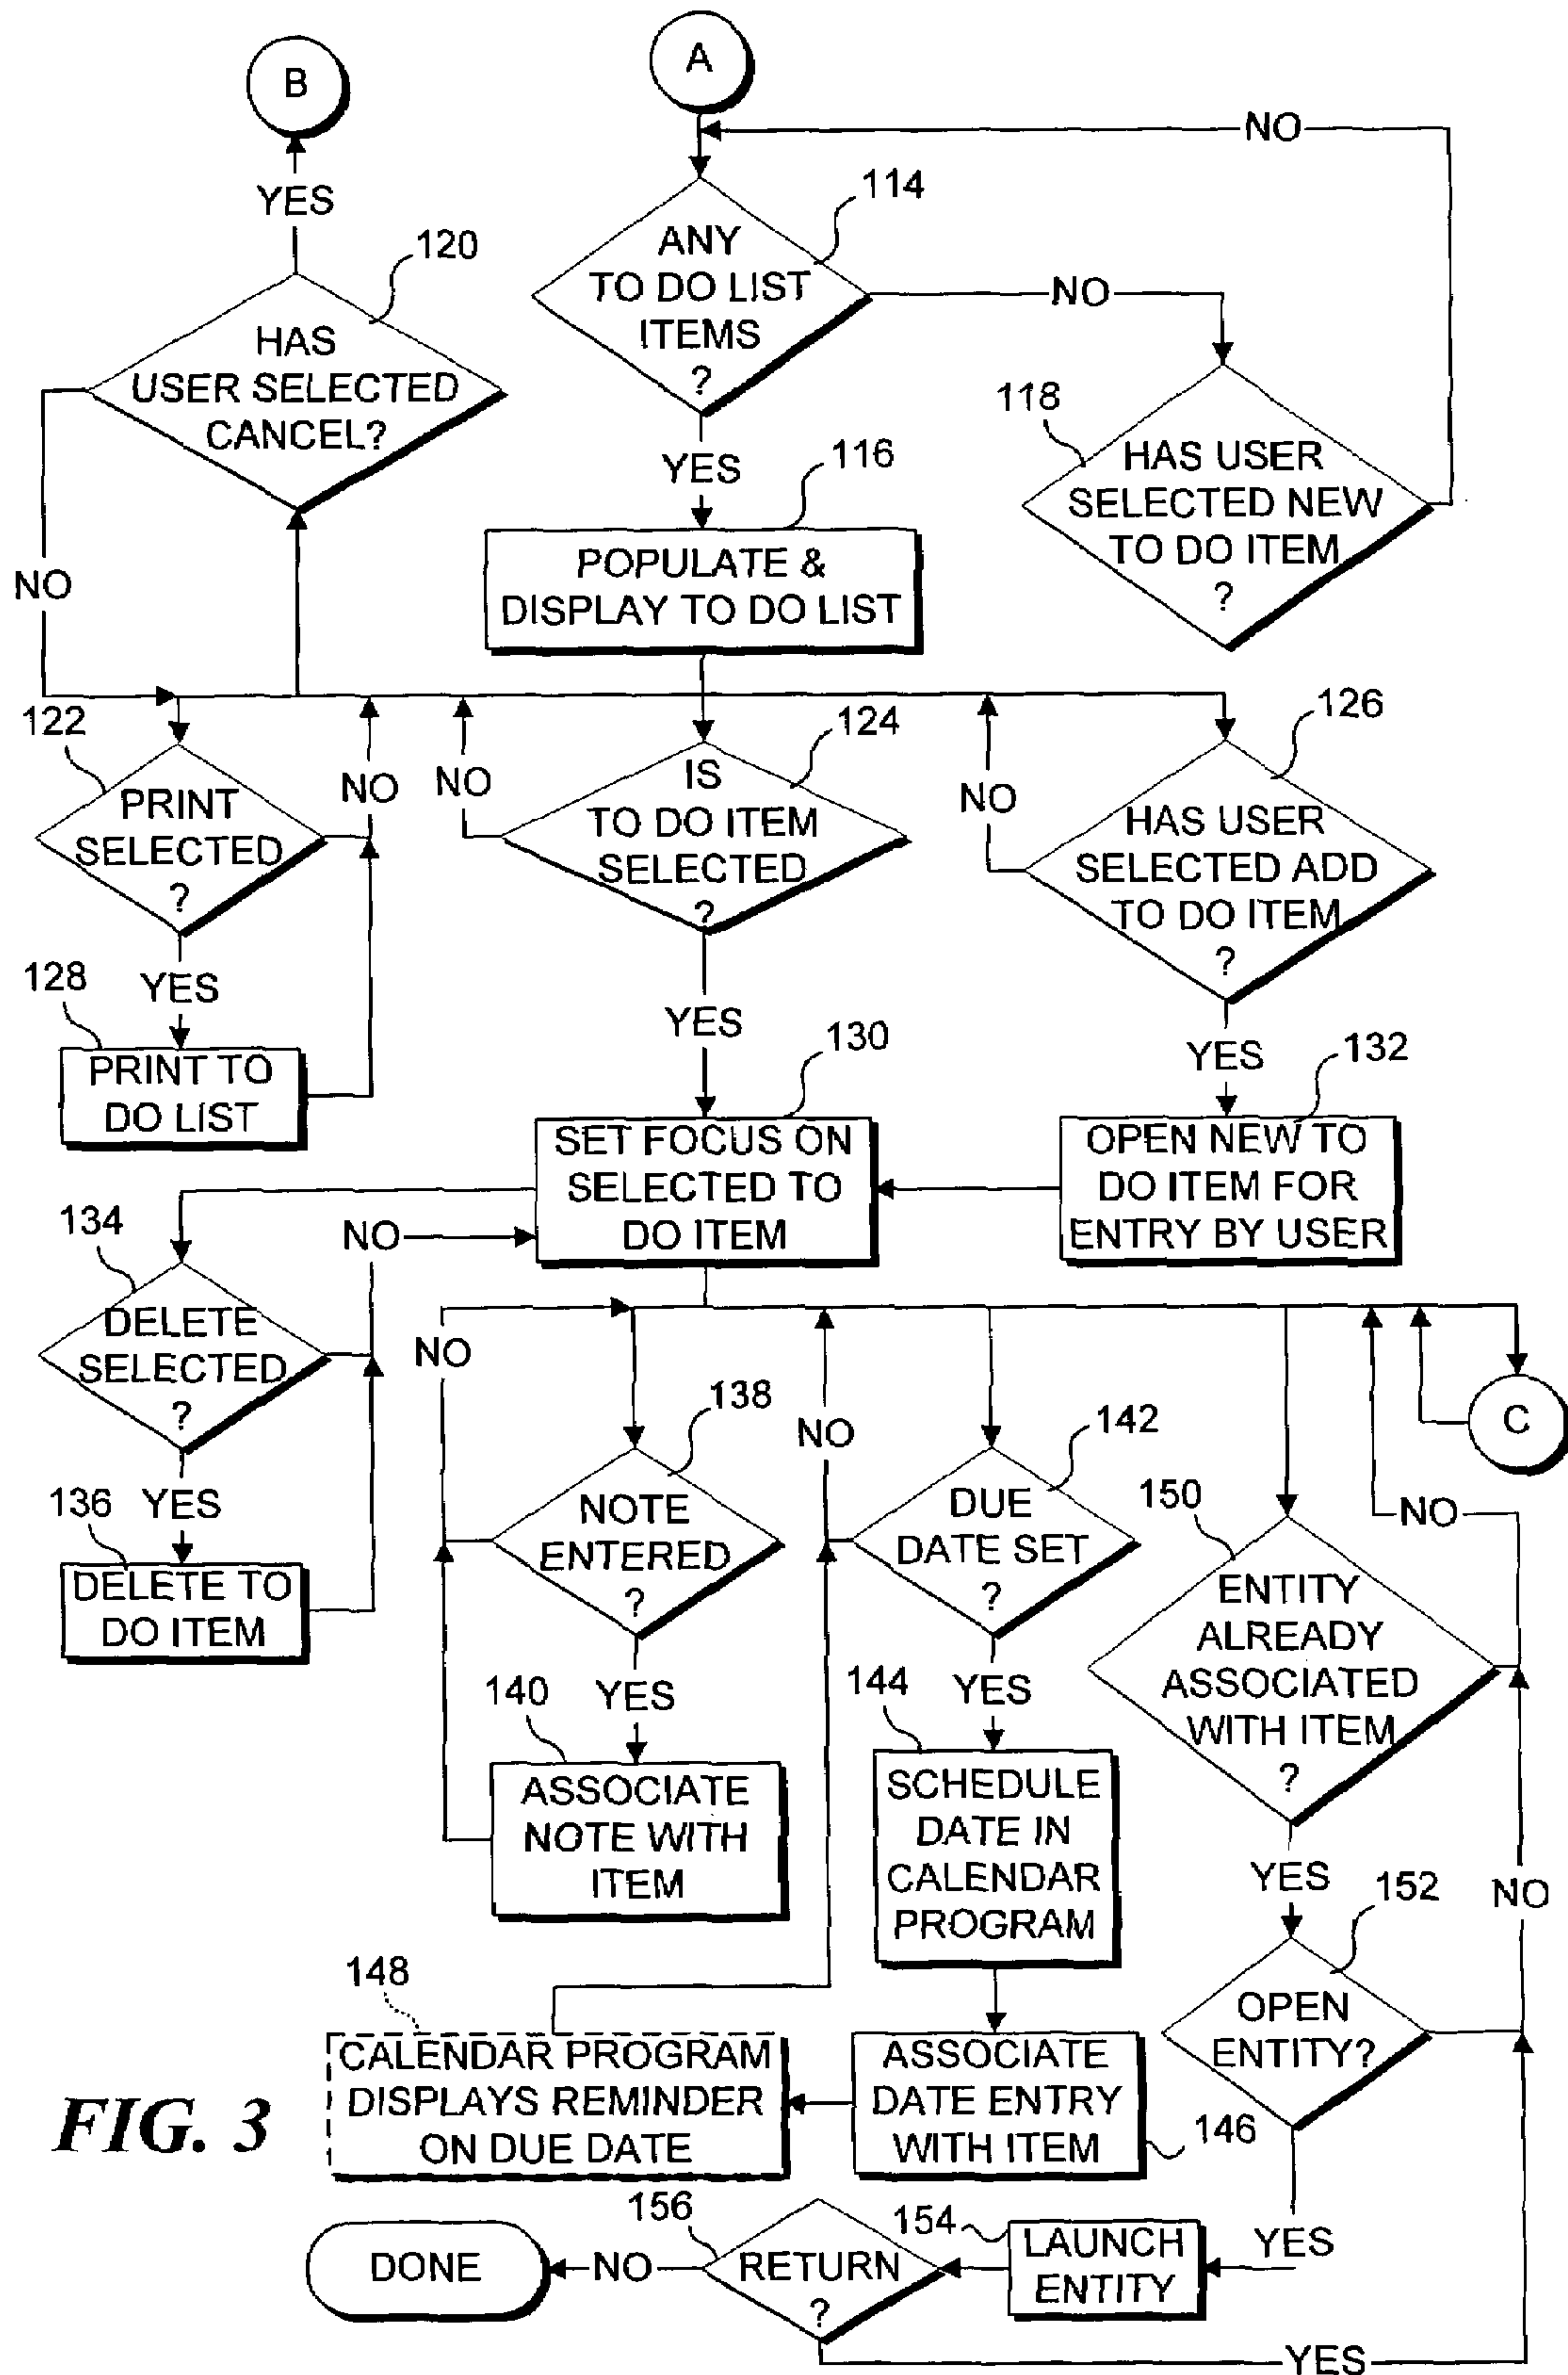 B
A
NO
YES
114
120
ANY
TO DO LIST
ITEMS
?
NO
HAS
USER SELECTED
CANCEL?
118
HAS USER
SELECTED NEW
TO DO ITEM
?
YES
116
NO
POPULATE &
DISPLAY TO DO LIST
122
124
126
PRINT
SELECTED
?
NO
NO
IS
TO DO ITEM
SELECTED
?
NO
HAS USER
SELECTED ADD
TO DO ITEM
?
128
YES
YES
130
YES
132
PRINT TO
DO LIST
SET FOCUS ON
SELECTED TO
DO ITEM
OPEN NEW TO
DO ITEM FOR
ENTRY BY USER
134
NO
DELETE
SELECTED
?
NO
138
NO
142
C
136
YES
NOTE
ENTERED
?
DUE
DATE SET
?
150
NO
DELETE TO
DO ITEM
ENTITY
ALREADY
ASSOCIATED
WITH ITEM
?
140
YES
144
YES
ASSOCIATE
NOTE WITH
ITEM
SCHEDULE
DATE IN
CALENDAR
PROGRAM
YES
152
NO
148
OPEN
ENTITY?
CALENDAR PROGRAM
DISPLAYS REMINDER
ON DUE DATE
ASSOCIATE
DATE ENTRY
WITH ITEM
146
FIG. 3
156
154
DONE
NO
RETURN
?
LAUNCH
ENTITY
YES
YES